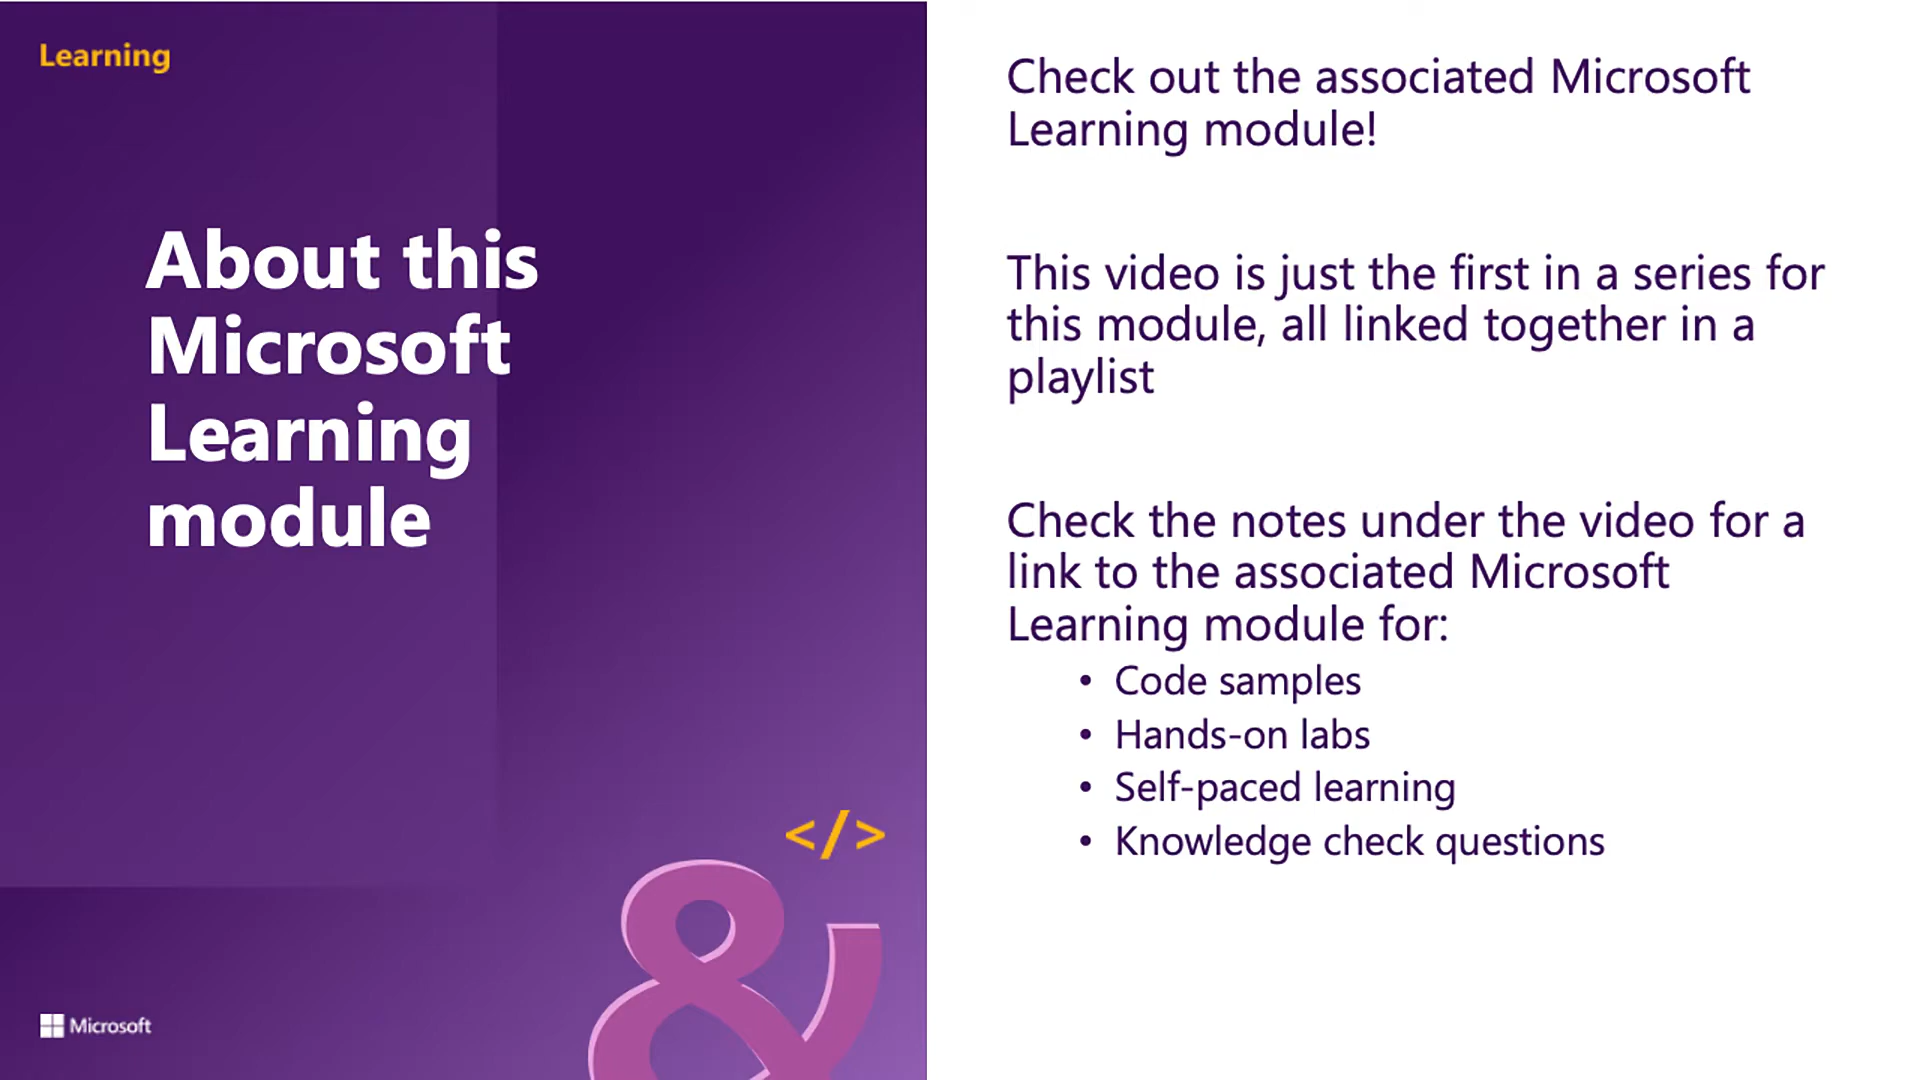 Learning
About this
Microsoft
Learning
module
</>
&
Microsoft
Check out the associated Microsoft
Learning module!
This video is just the first in a series for
this module, all linked together in a
playlist
Check the notes under the video for a
link to the associated Microsoft
Learning module for:
• Code samples
• Hands-on labs
• Self-paced learning
• Knowledge check questions